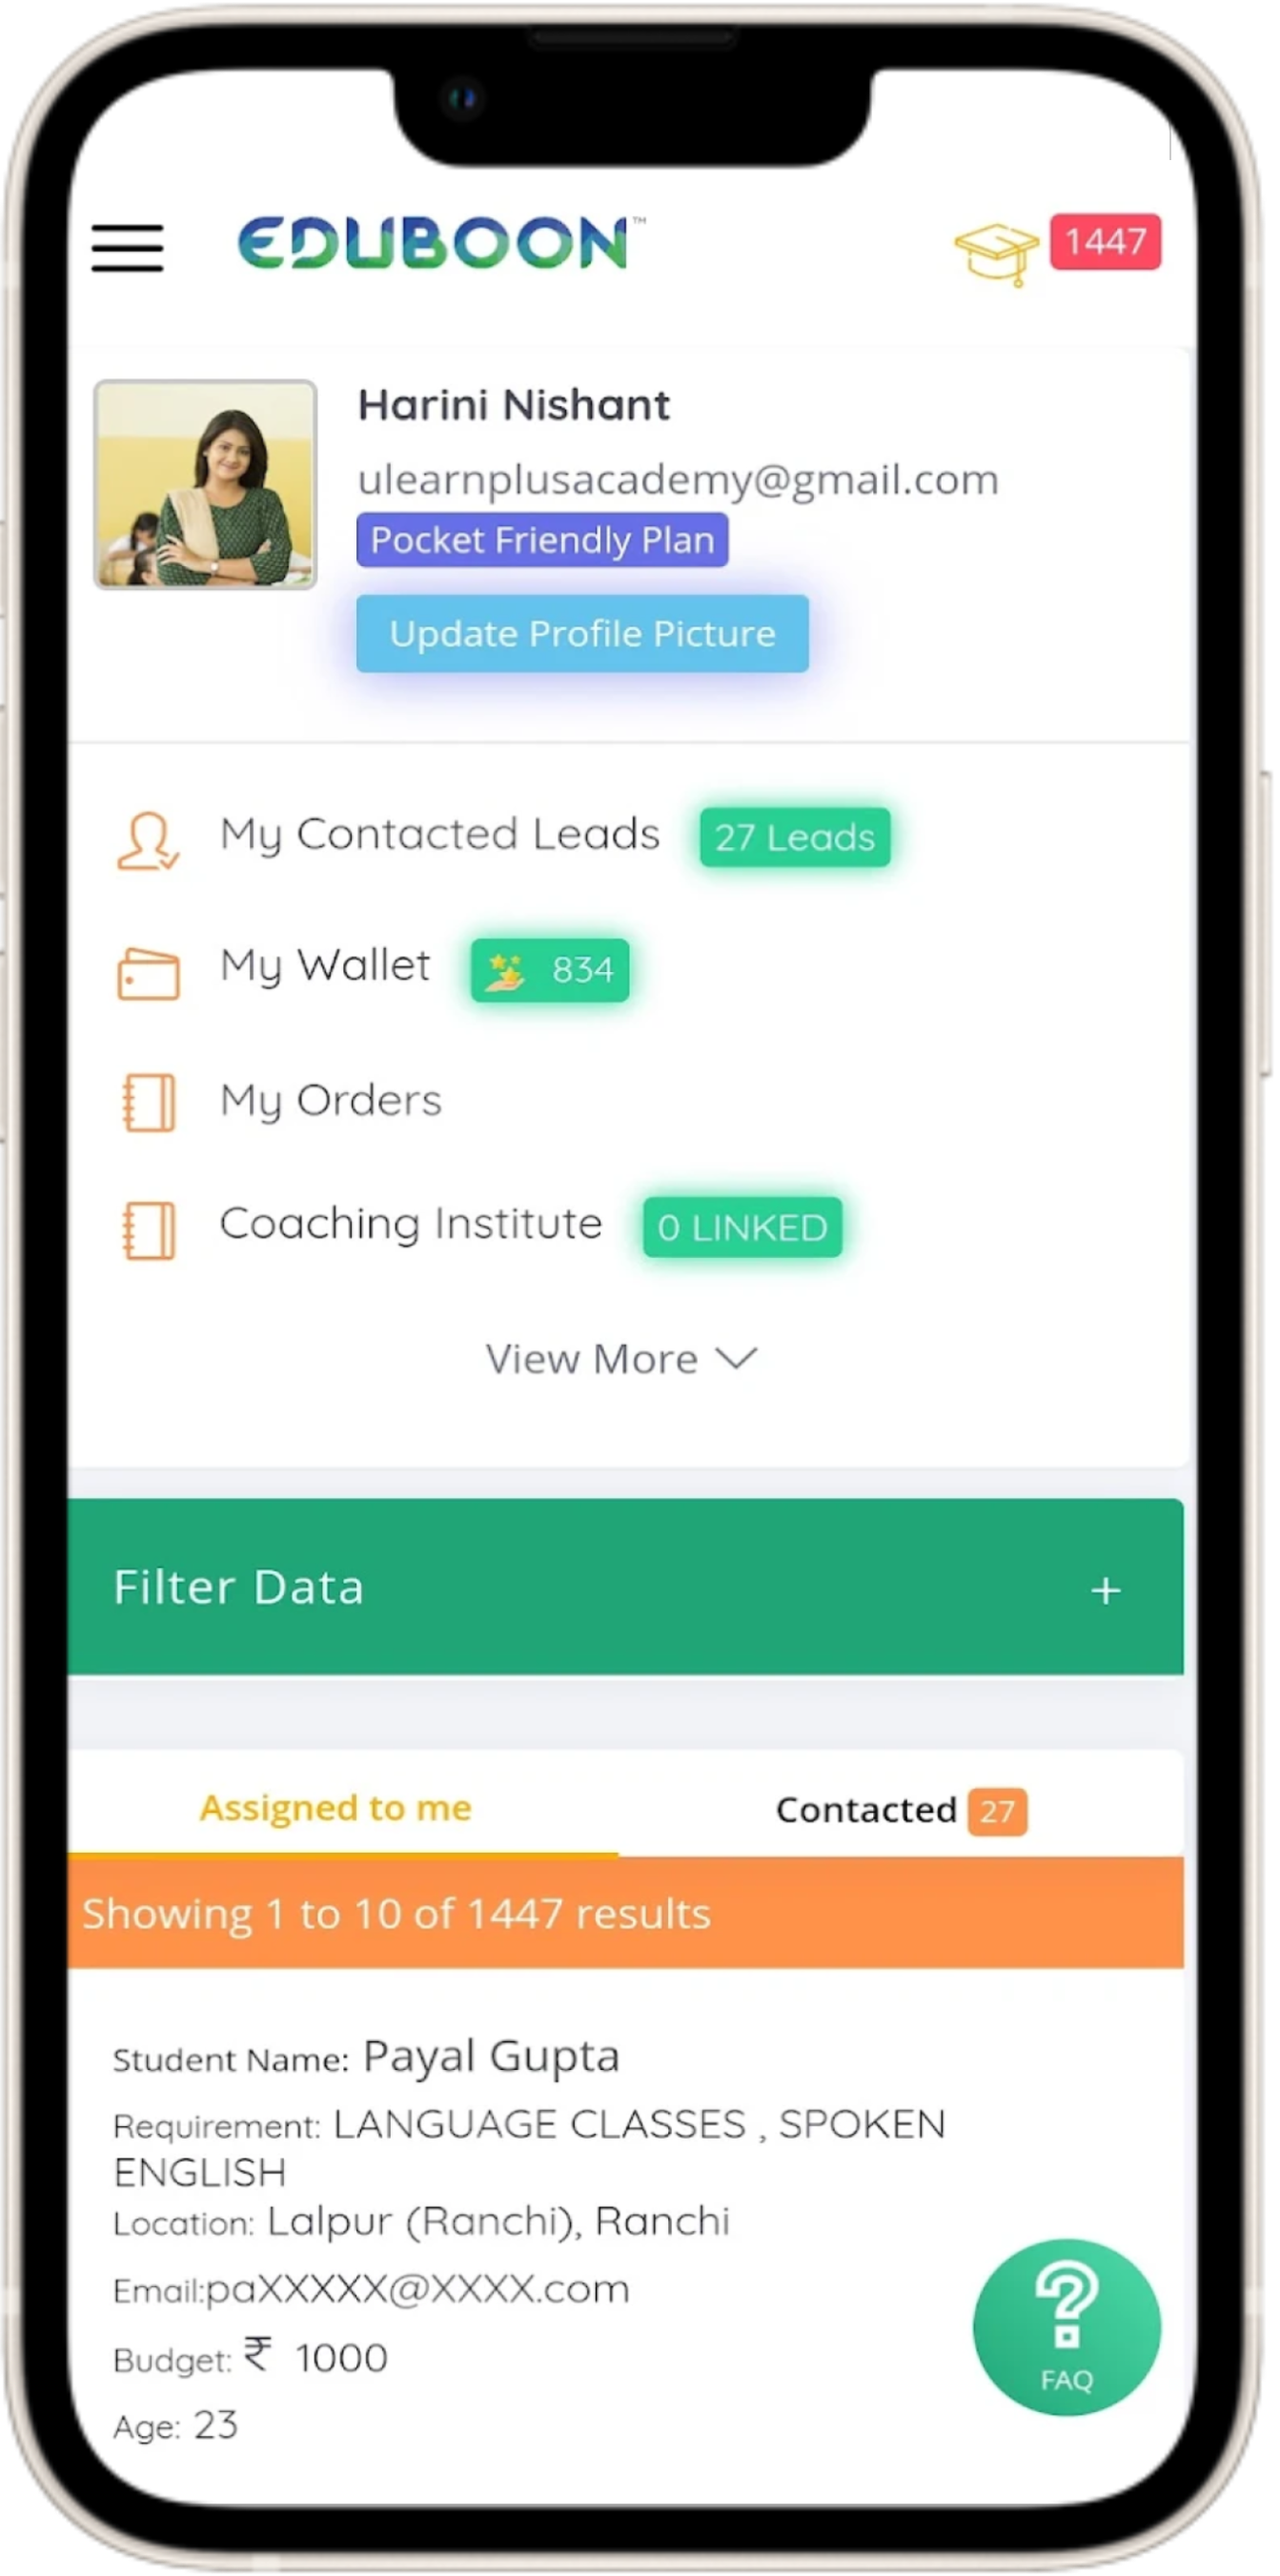 EDUBOON™
1447
Harini Nishant
ulearnplusacademy@gmail.com
Pocket Friendly Plan
Update Profile Picture
My Contacted Leads 27 Leads
My Wallet 834
My Orders
Coaching Institute 0 LINKED
View More
Filter Data +
Assigned to me
Contacted 27
Showing 1 to 10 of 1447 results
Student Name: Payal Gupta
Requirement: LANGUAGE CLASSES , SPOKEN
ENGLISH
Location: Lalpur (Ranchi), Ranchi
Email:paXXXXX@XXXX.com
Budget: ₹ 1000
Age: 23
?
FAQ